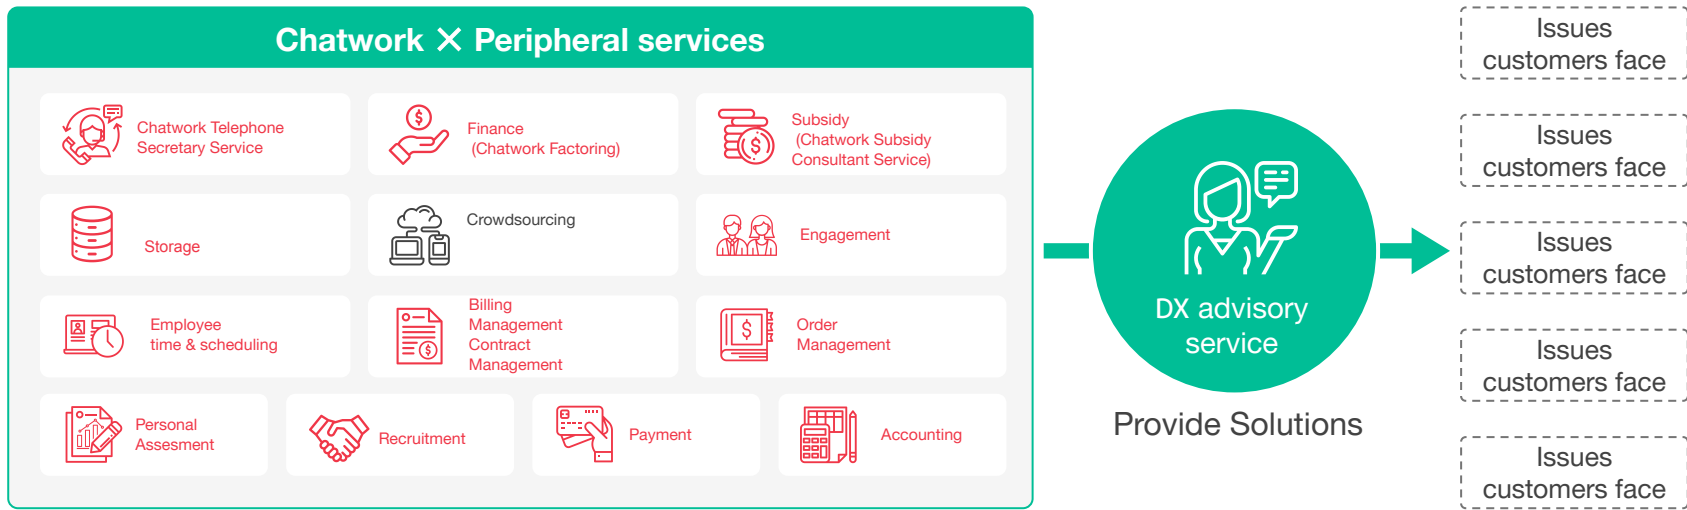 Chatwork × Peripheral services
Chatwork Telephone
Secretary Service
Finance
(Chatwork Factoring)
Subsidy
(Chatwork Subsidy
Consultant Service)
Storage
Crowdsourcing
Engagement
Employee
time & scheduling
Billing
Management
Contract
Management
Order
Management
Personal
Assesment
Recruitment
Payment
Accounting
DX advisory
service
Provide Solutions
Issues
customers face
Issues
customers face
Issues
customers face
Issues
customers face
Issues
customers face